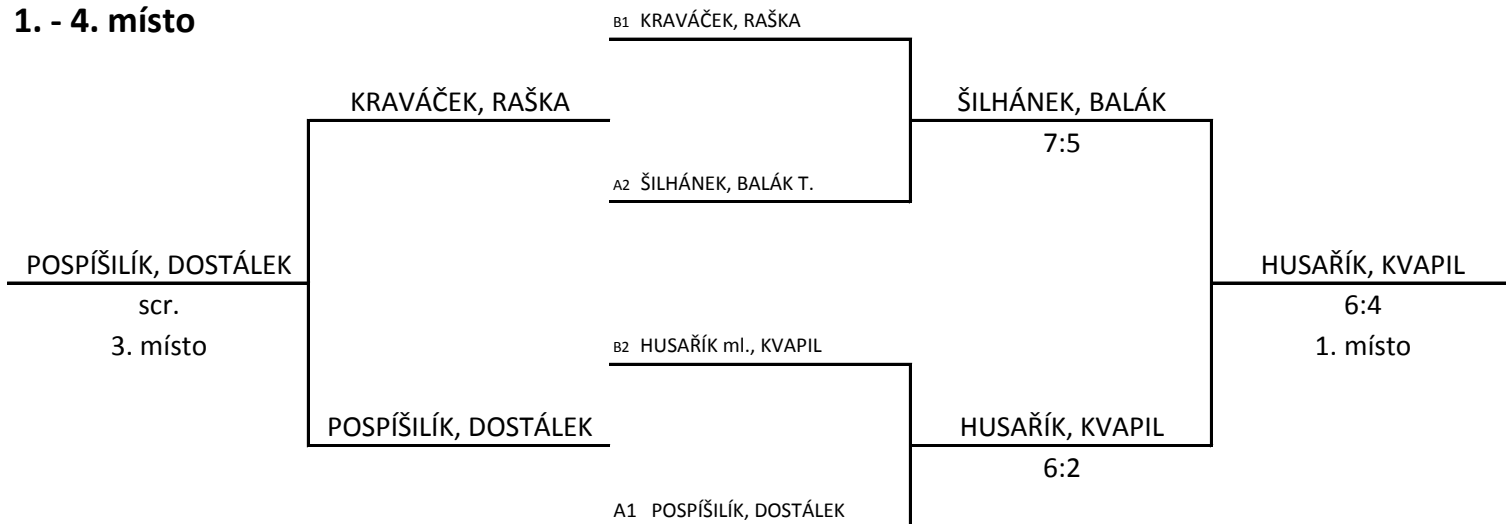 1. - 4. místo
B1 KRAVÁČEK, RAŠKA
KRAVÁČEK, RAŠKA
ŠILHÁNEK, BALÁK
7:5
A2 ŠILHÁNEK, BALÁK T.
POSPÍŠILÍK, DOSTÁLEK
HUSAŘÍK, KVAPIL
scr.
6:4
3. místo
B2 HUSAŘÍK ml., KVAPIL
1. místo
POSPÍŠILÍK, DOSTÁLEK
HUSAŘÍK, KVAPIL
6:2
A1 POSPÍŠILÍK, DOSTÁLEK